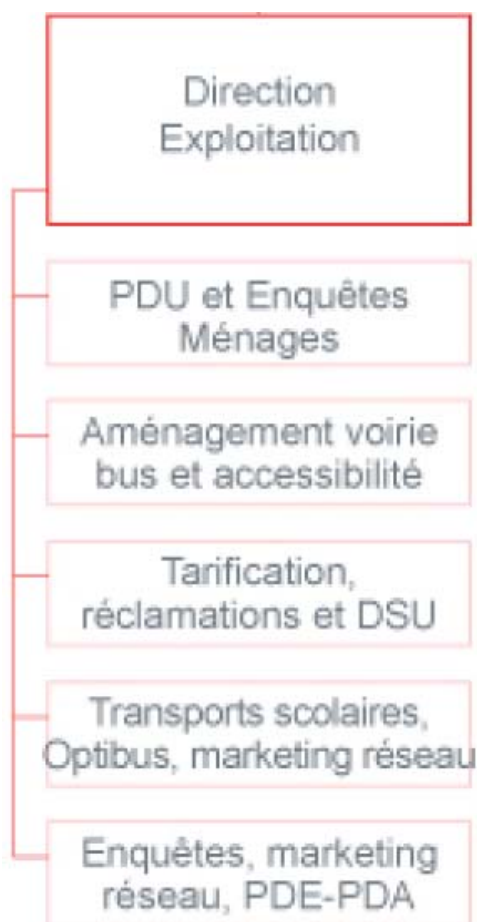 Direction
Exploitation
PDU et Enquêtes
Ménages
Aménagement voirie
bus et accessibilité
Tarification,
réclamations et DSU
Transports scolaires,
Optibus, marketing réseau
Enquêtes, marketing
réseau, PDE-PDA